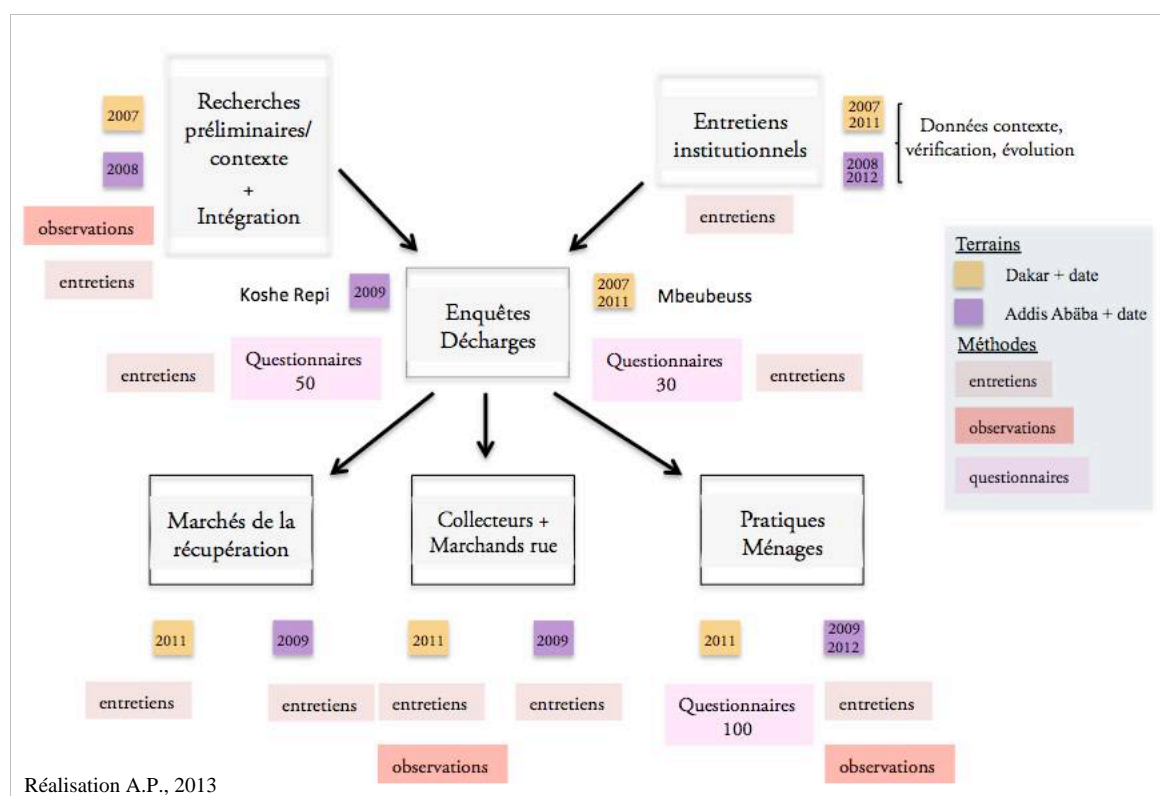 2007
2008
observations
entretiens
Recherches
préliminaires/
contexte
+
Intégration
Entretiens
institutionnels
entretiens
2007
2011
2008
2012
Données contexte,
vérification, évolution
Terrains
Dakar + date
Addis Abäba + date
Méthodes
entretiens
observations
questionnaires
Koshe Repi
2009
Enquêtes
Décharges
2007
2011
Mbeubeuss
entretiens
Questionnaires
50
Questionnaires
30
entretiens
Marchés de la
récupération
Collecteurs +
Marchands rue
Pratiques
Ménages
2011
2009
2011
2009
2011
2009
2012
entretiens
entretiens
entretiens
entretiens
Questionnaires
100
entretiens
observations
observations
Réalisation A.P., 2013